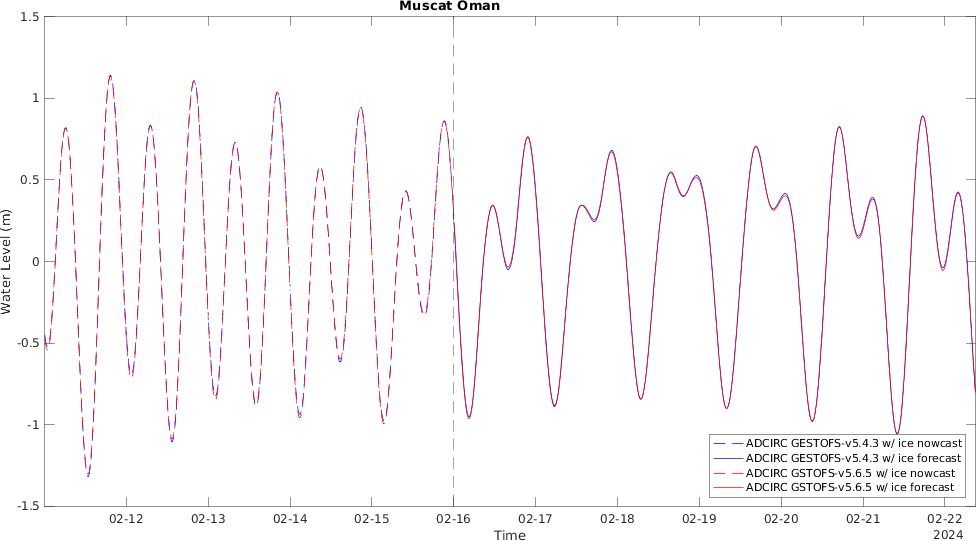 Muscat Oman
1.5
1
0.5
0
-0.5
-1
-1.5
Water Level (m)
02-12
02-13
02-14
02-15
02-16
02-17
02-18
02-19
02-20
02-21
02-22
2024
Time
ADCIRC GESTOFS-v5.4.3 w/ ice nowcast
ADCIRC GESTOFS-v5.4.3 w/ ice forecast
ADCIRC GSTOFS-v5.6.5 w/ ice nowcast
ADCIRC GSTOFS-v5.6.5 w/ ice forecast